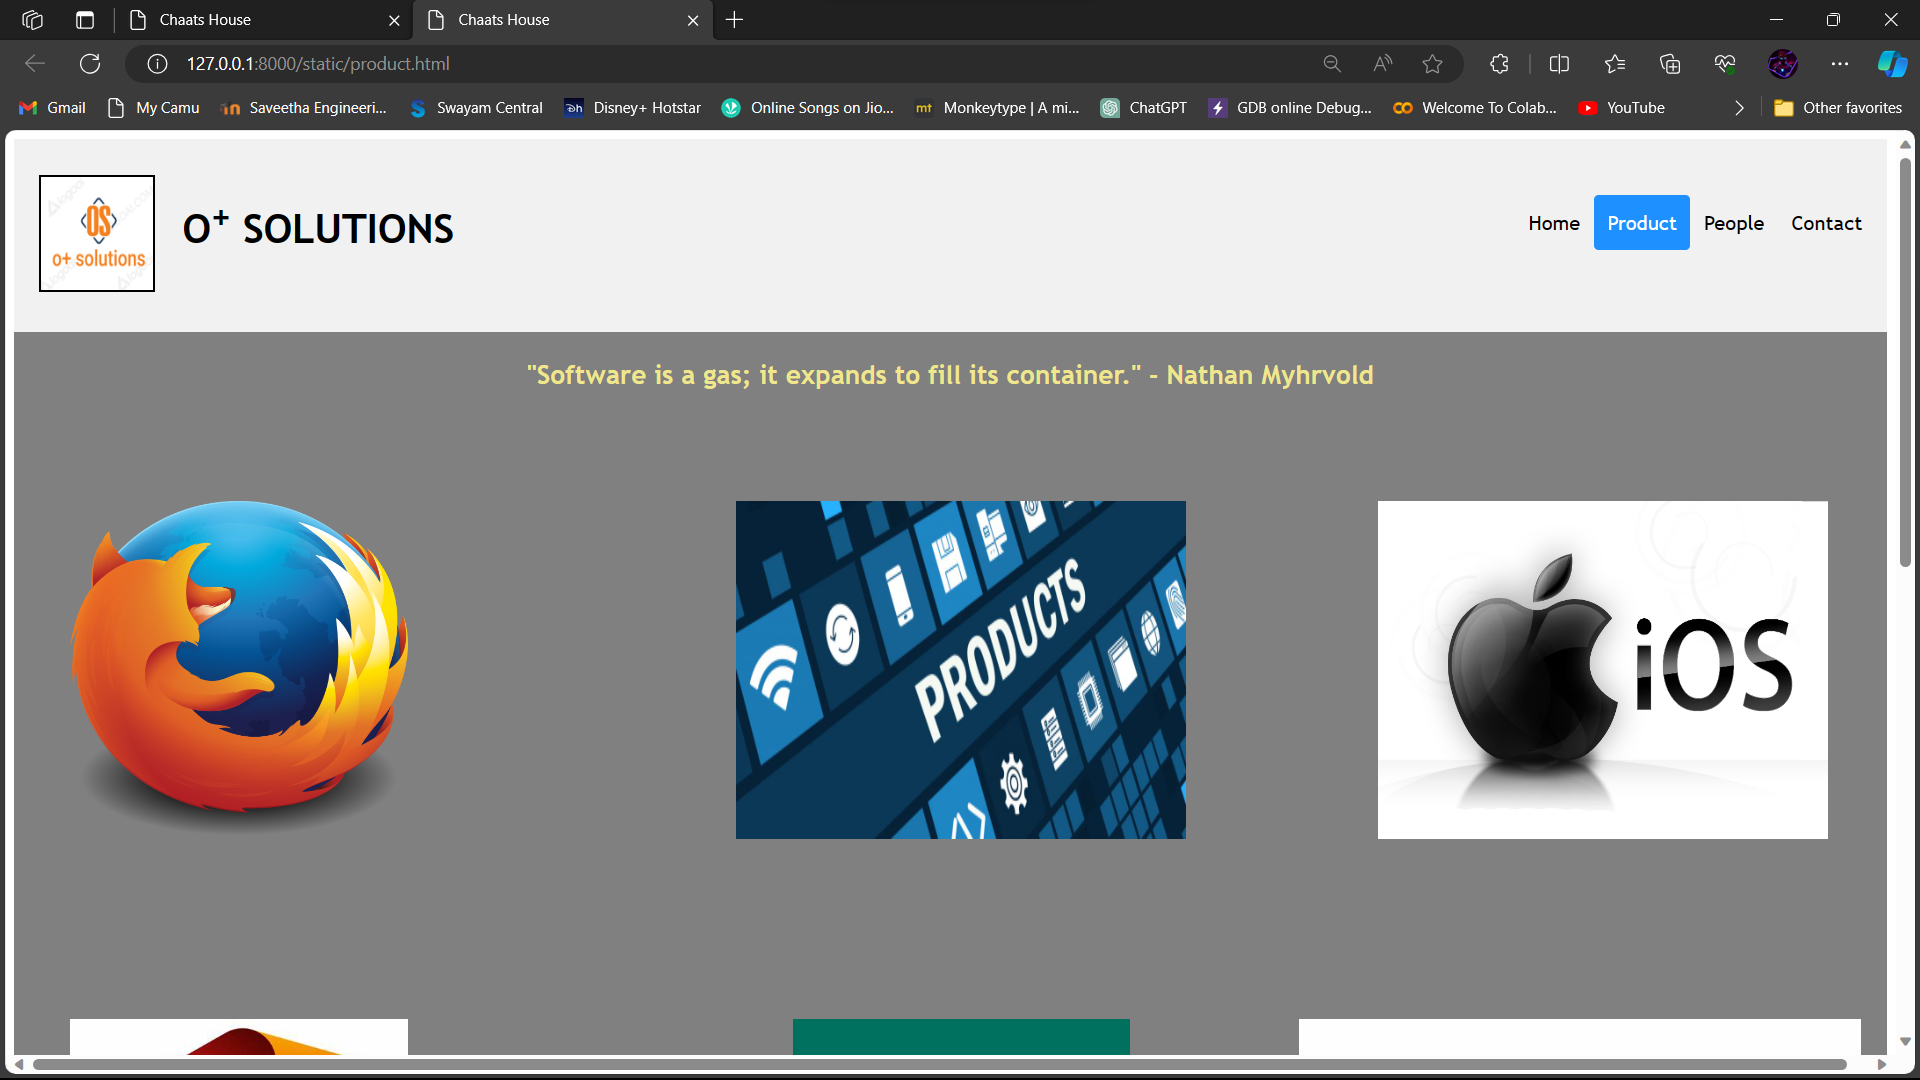 Chaats House
Chaats House
127.0.0.1:8000/static/product.html
Gmail
My Camu
Saveetha Engineeri...
Swayam Central
Disney+ Hotstar
Online Songs on Jio...
Monkeytype | A mi...
ChatGPT
GDB online Debug...
Welcome To Colab...
YouTube
Other favorites
OS
o+ solutions
O+ SOLUTIONS
Home
Product
People
Contact
"Software is a gas; it expands to fill its container." - Nathan Myhrvold
PRODUCTS
iOS